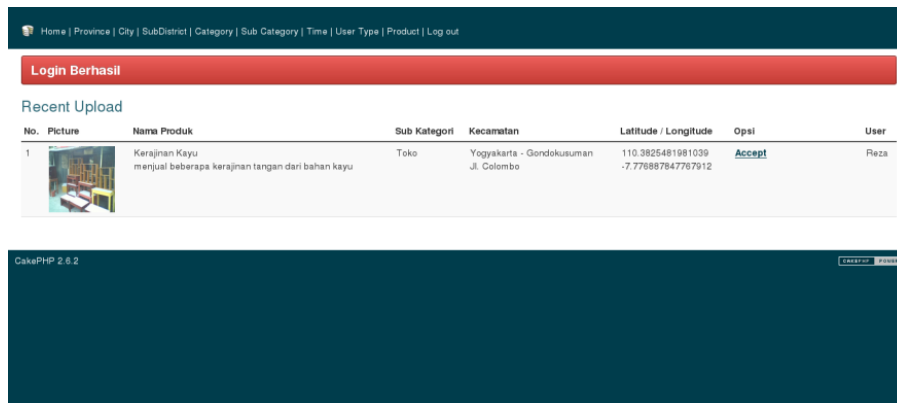 Home | Province | City | SubDistrict | Category | Sub Category | Time | User Type | Product | Log out
Login Berhasil
Recent Upload
No. Picture Nama Produk Sub Kategori Kecamatan Latitude / Longitude Opsi User
1 Kerajinan Kayu Toko Yogyakarta - Gondokusuman 110.3825481981039 Accept Reza
menjual beberapa kerajinan tangan dari bahan kayu Jl. Colombo -7.776887847767912
CakePHP 2.6.2 CAKEPHP